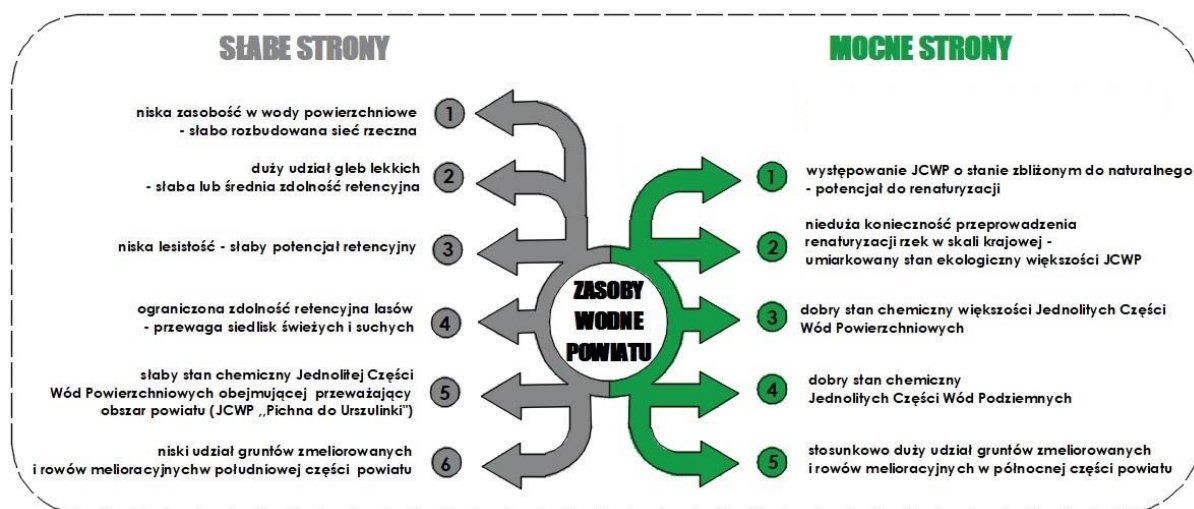 SŁABE STRONY
1
niska zasobość w wody powierzchniowe
- słabo rozbudowana sieć rzeczna
2
duży udział gleb lekkich
- słaba lub średnia zdolność retencyjna
3
niska lesistość - słaby potencjał retencyjny
4
ograniczona zdolność retencyjna lasów
- przewaga siedlisk świeżych i suchych
5
słaby stan chemiczny Jednolitej Części
Wód Powierzchniowych obejmującej przeważający
obszar powiatu (JCWP ,,Pichna do Urszulinki")
6
niski udział gruntów zmeliorowanych
i rowów melioracyjnychw południowej części powiatu
ZASOBY
WODNE
POWIATU
MOCNE STRONY
1
występowanie JCWP o stanie zbliżonym do naturalnego
- potencjał do renaturyzacji
2
nieduża konieczność przeprowadzenia
renaturyzacji rzek w skali krajowej -
umiarkowany stan ekologiczny większości JCWP
3
dobry stan chemiczny większości Jednolitych Części
Wód Powierzchniowych
4
dobry stan chemiczny
Jednolitych Części Wód Podziemnych
5
stosunkowo duży udział gruntów zmeliorowanych
i rowów melioracyjnych w północnej części powiatu